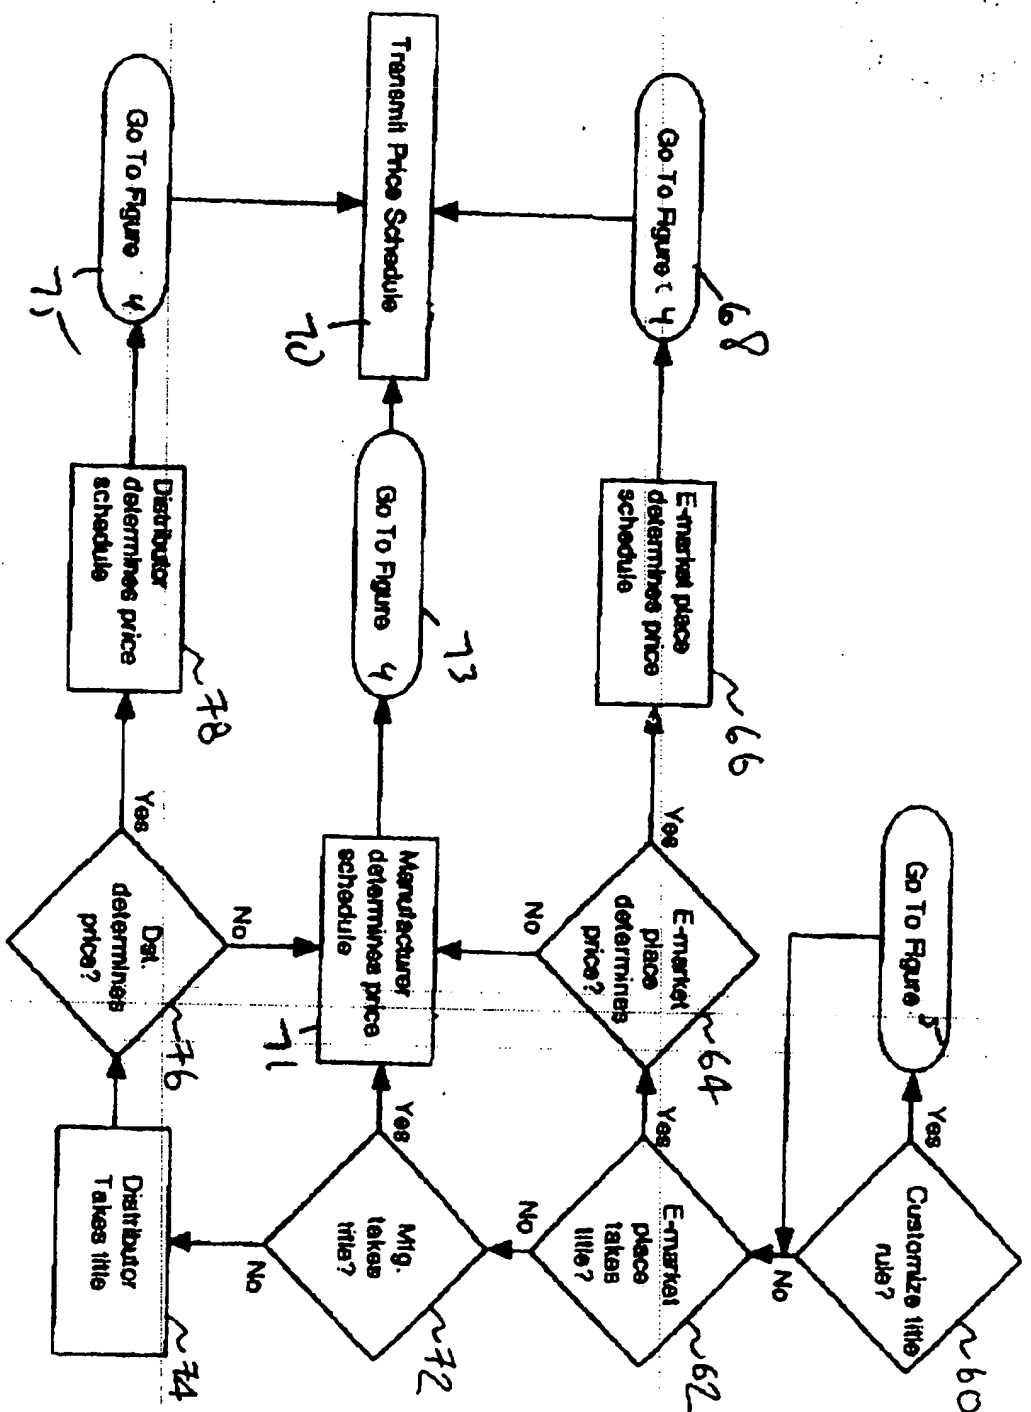 Customize title
rule?
60
Yes
No
Go To Figure 5
E-market
place
takes
title?
62
Yes
No
E-market
place
determines
price?
64
Yes
No
E-market place
determines price
schedule
66
Go To Figure 4
68
Mfg.
takes
title?
72
Yes
No
Manufacturer
determines price
schedule
71
Go To Figure 4
73
Transmit Price Schedule
70
Distributor
Takes title
74
Dist.
determines
price?
76
Yes
No
Distributor
determines price
schedule
78
Go To Figure 4
75